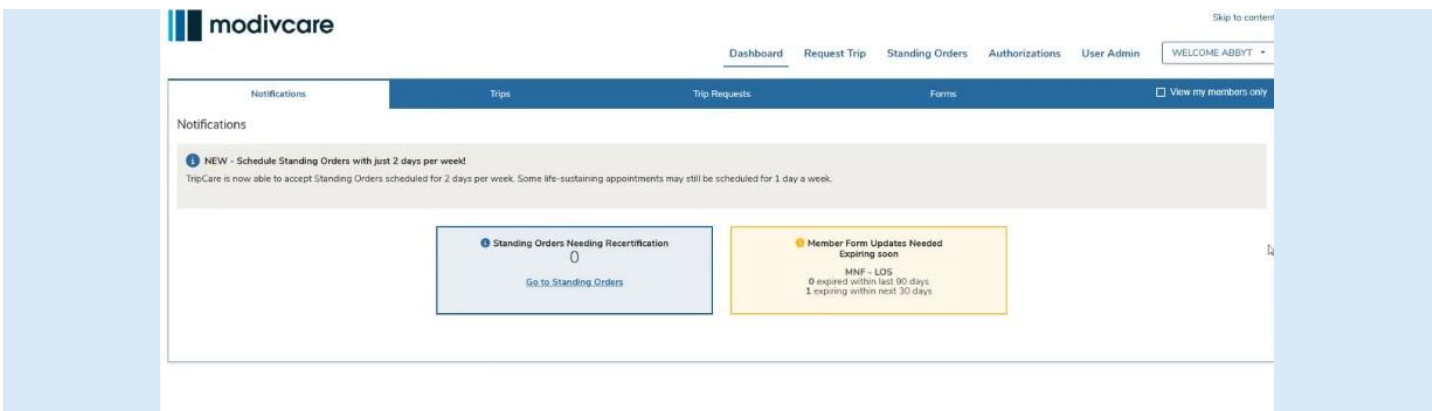 modivcare
Skip to content
Dashboard Request Trip Standing Orders Authorizations User Admin WELCOME ABBYT
Notifications Trips Trip Requests Forms View my members only
Notifications
NEW - Schedule Standing Orders with just 2 days per week!
TripCare is now able to accept Standing Orders scheduled for 2 days per week. Some life-sustaining appointments may still be scheduled for 1 day a week.
Standing Orders Needing Recertification
0
Go to Standing Orders
Member Form Updates Needed
Expiring soon
MNF - LOS
0 expired within last 90 days
1 expiring within next 30 days